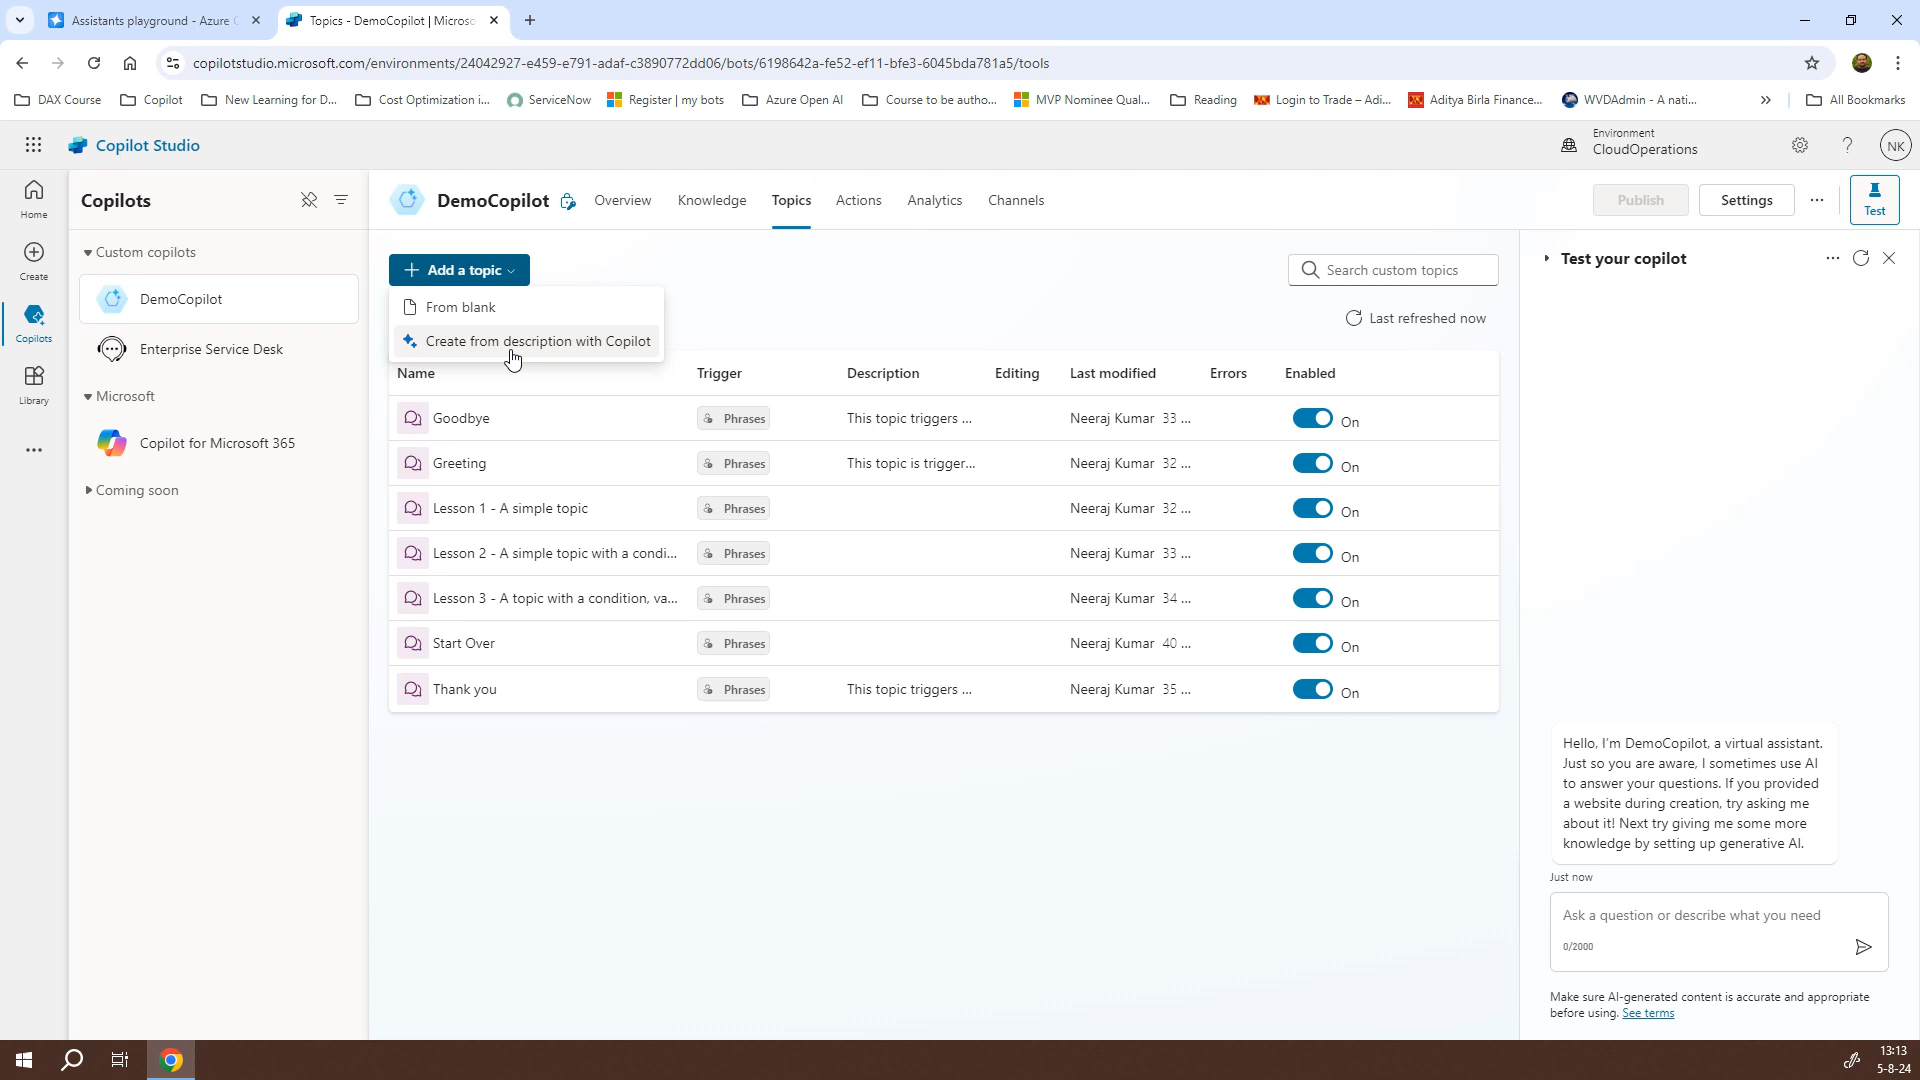 Assistants playground - Azure C
Topics - DemoCopilot | Microso
copilotstudio.microsoft.com/environments/24042927-e459-e791-adaf-c3890772dd06/bots/6198642a-fe52-ef11-bfe3-6045bda781a5/tools
DAX Course
Copilot
New Learning for D...
Cost Optimization i...
ServiceNow
Register | my bots
Azure Open AI
Course to be autho...
MVP Nominee Qual...
Reading
Login to Trade – Adi...
Aditya Birla Finance...
WVDAdmin - A nati...
All Bookmarks
Copilot Studio
Environment
CloudOperations
NK
Home
Create
Copilots
Library
Copilots
Custom copilots
DemoCopilot
Enterprise Service Desk
Microsoft
Copilot for Microsoft 365
Coming soon
DemoCopilot
Overview
Knowledge
Topics
Actions
Analytics
Channels
Publish
Settings
Test
Add a topic
From blank
Create from description with Copilot
Search custom topics
Last refreshed now
Name Trigger Description Editing Last modified Errors Enabled
Goodbye Phrases This topic triggers ... Neeraj Kumar 33 ... On
Greeting Phrases This topic is trigger... Neeraj Kumar 32 ... On
Lesson 1 - A simple topic Phrases Neeraj Kumar 32 ... On
Lesson 2 - A simple topic with a condi... Phrases Neeraj Kumar 33 ... On
Lesson 3 - A topic with a condition, va... Phrases Neeraj Kumar 34 ... On
Start Over Phrases Neeraj Kumar 40 ... On
Thank you Phrases This topic triggers ... Neeraj Kumar 35 ... On
Test your copilot
Hello, I'm DemoCopilot, a virtual assistant.
Just so you are aware, I sometimes use AI
to answer your questions. If you provided
a website during creation, try asking me
about it! Next try giving me some more
knowledge by setting up generative AI.
Just now
Ask a question or describe what you need
0/2000
Make sure AI-generated content is accurate and appropriate
before using. See terms
13:13
5-8-24